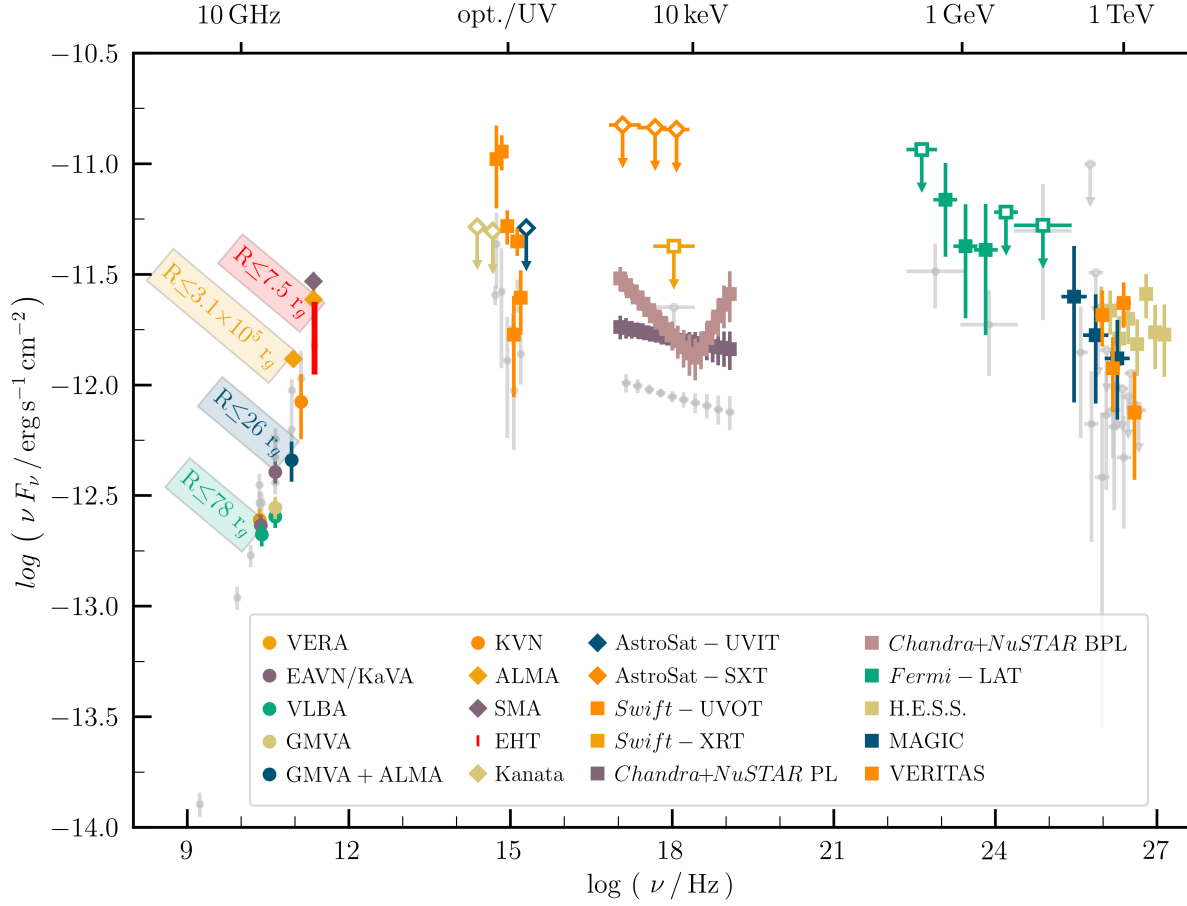 10 GHz opt./UV 10 keV 1 GeV 1 TeV
−10.5
−11.0
−11.5
−12.0
−12.5
−13.0
−13.5
−14.0
log ( ν Fν / erg s⁻¹ cm⁻² )
R≤7.5 r_g
R≤3.1×10⁵ r_g
R≤26 r_g
R≤78 r_g
VERA
EAVN/KaVA
VLBA
GMVA
GMVA + ALMA
KVN
ALMA
SMA
EHT
Kanata
AstroSat − UVIT
AstroSat − SXT
Swift − UVOT
Swift − XRT
Chandra+NuSTAR PL
Chandra+NuSTAR BPL
Fermi − LAT
H.E.S.S.
MAGIC
VERITAS
9 12 15 18 21 24 27
log ( ν / Hz )